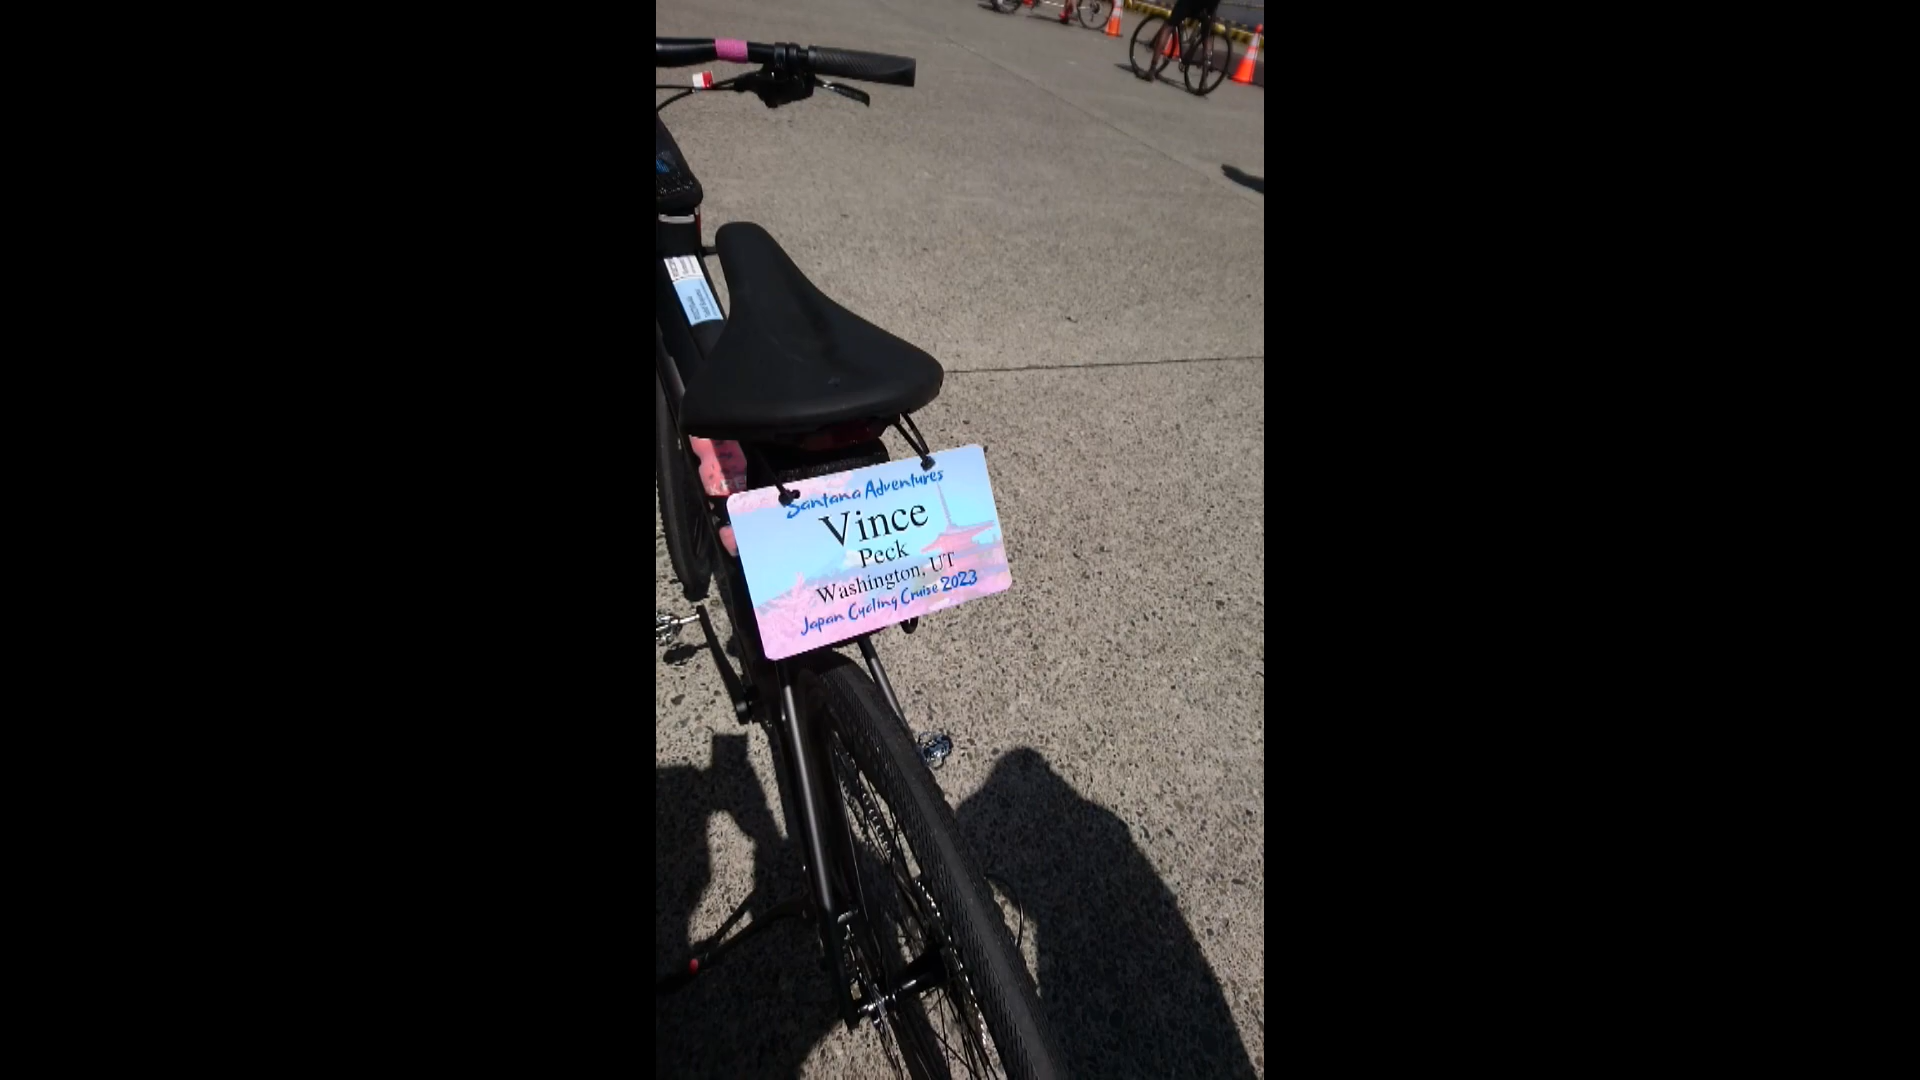 Santana Adventures
Vince
Peck
Washington, UT
Japan Cycling Cruise 2023